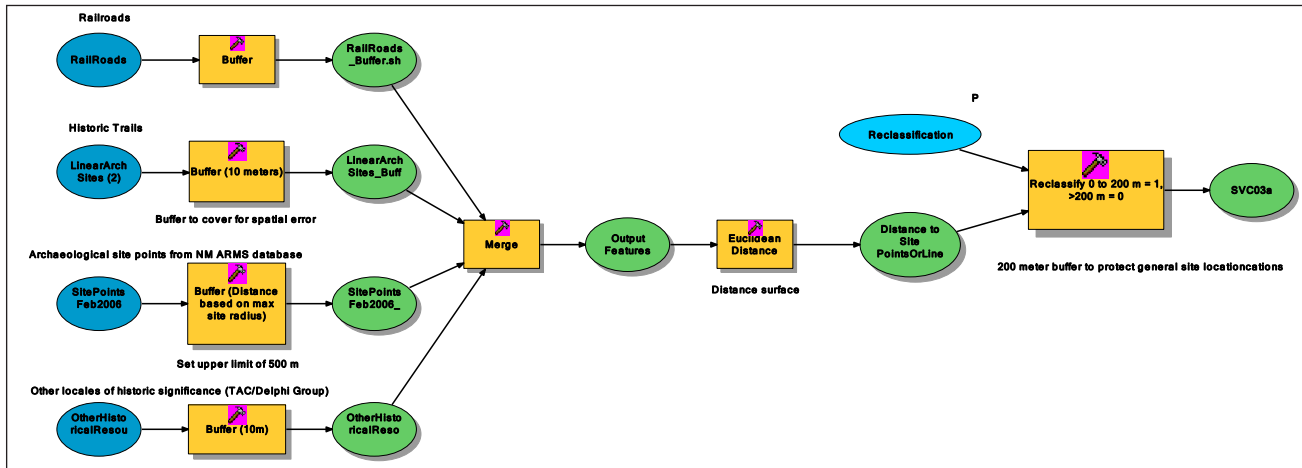 Railroads
RailRoads
Buffer
RailRoads
_Buffer.sh
Historic Trails
LinearArch
Sites (2)
Buffer (10 meters)
LinearArch
Sites_Buff
Buffer to cover for spatial error
Archaeological site points from NM ARMS database
SitePoints
Feb2006
Buffer (Distance
based on max
site radius)
SitePoints
Feb2006_
Set upper limit of 500 m
Other locales of historic significance (TAC/Delphi Group)
OtherHisto
ricalResou
Buffer (10m)
OtherHisto
ricalReso
Merge
Output
Features
Euclidean
Distance
Distance surface
Distance to
Site
PointsOrLine
P
Reclassification
Reclassify 0 to 200 m = 1,
>200 m = 0
SVC03a
200 meter buffer to protect general site locationcations